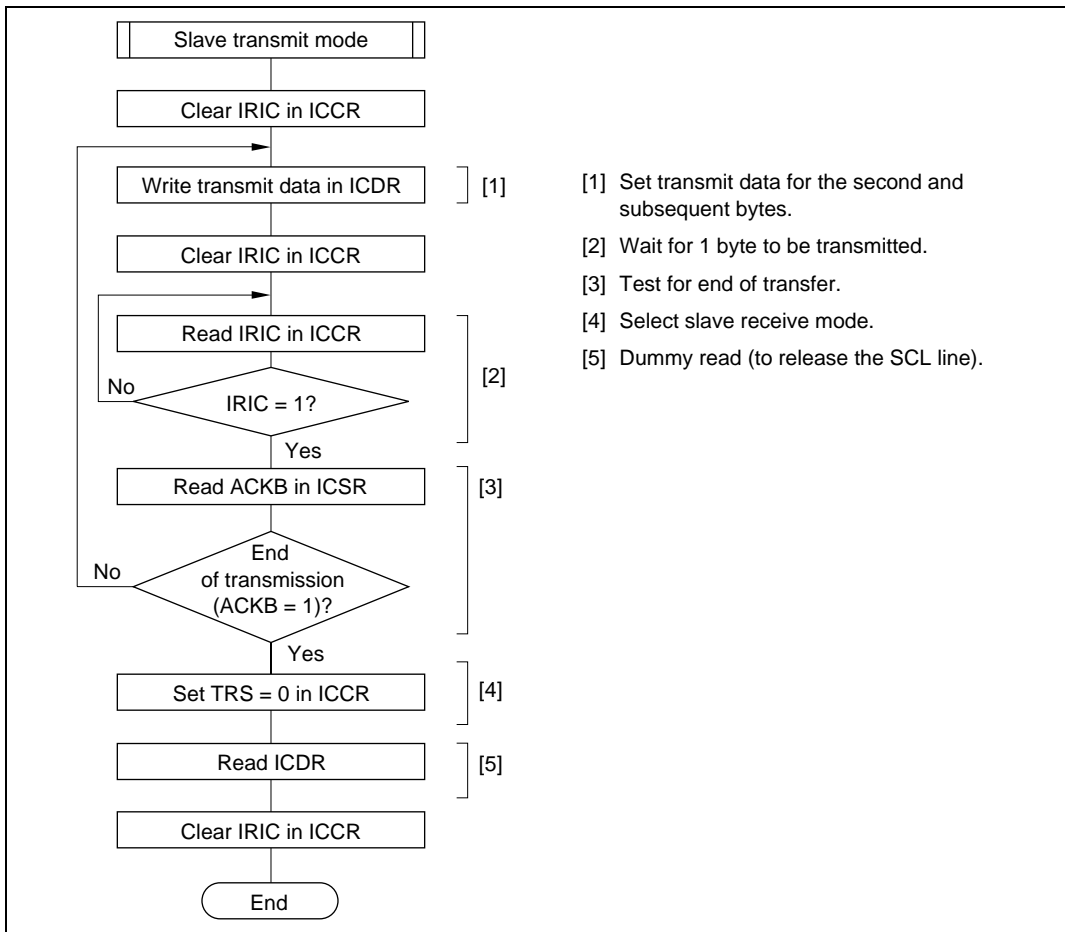 Slave transmit mode
Clear IRIC in ICCR
Write transmit data in ICDR
[1]
Clear IRIC in ICCR
Read IRIC in ICCR
[2]
No
IRIC = 1?
Yes
Read ACKB in ICSR
[3]
End
No
of transmission
(ACKB = 1)?
Yes
Set TRS = 0 in ICCR
[4]
Read ICDR
[5]
Clear IRIC in ICCR
End
[1] Set transmit data for the second and
subsequent bytes.
[2] Wait for 1 byte to be transmitted.
[3] Test for end of transfer.
[4] Select slave receive mode.
[5] Dummy read (to release the SCL line).